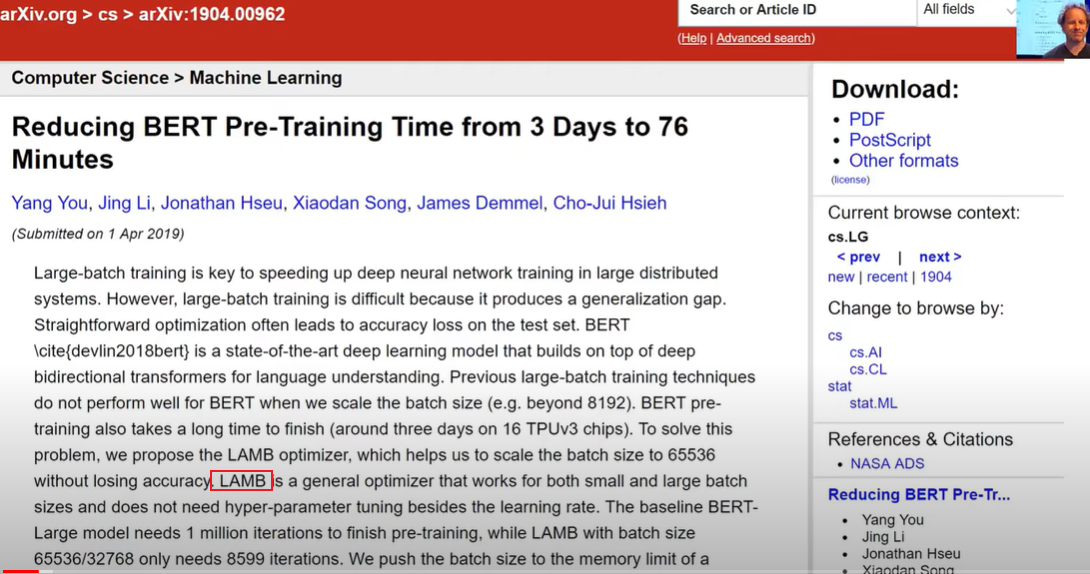 arXiv.org > cs > arXiv:1904.00962
Search or Article ID
All fields
(Help | Advanced search)
Computer Science > Machine Learning
Reducing BERT Pre-Training Time from 3 Days to 76
Minutes
Yang You, Jing Li, Jonathan Hseu, Xiaodan Song, James Demmel, Cho-Jui Hsieh
(Submitted on 1 Apr 2019)
Large-batch training is key to speeding up deep neural network training in large distributed
systems. However, large-batch training is difficult because it produces a generalization gap.
Straightforward optimization often leads to accuracy loss on the test set. BERT
\cite{devlin2018bert} is a state-of-the-art deep learning model that builds on top of deep
bidirectional transformers for language understanding. Previous large-batch training techniques
do not perform well for BERT when we scale the batch size (e.g. beyond 8192). BERT pre-
training also takes a long time to finish (around three days on 16 TPUv3 chips). To solve this
problem, we propose the LAMB optimizer, which helps us to scale the batch size to 65536
without losing accuracy. LAMB is a general optimizer that works for both small and large batch
sizes and does not need hyper-parameter tuning besides the learning rate. The baseline BERT-
Large model needs 1 million iterations to finish pre-training, while LAMB with batch size
65536/32768 only needs 8599 iterations. We push the batch size to the memory limit of a
Download:
• PDF
• PostScript
• Other formats
(license)
Current browse context:
cs.LG
< prev | next >
new | recent | 1904
Change to browse by:
cs
cs.AI
cs.CL
stat
stat.ML
References & Citations
• NASA ADS
Reducing BERT Pre-Tr...
• Yang You
• Jing Li
• Jonathan Hseu
• Xiaodan Song